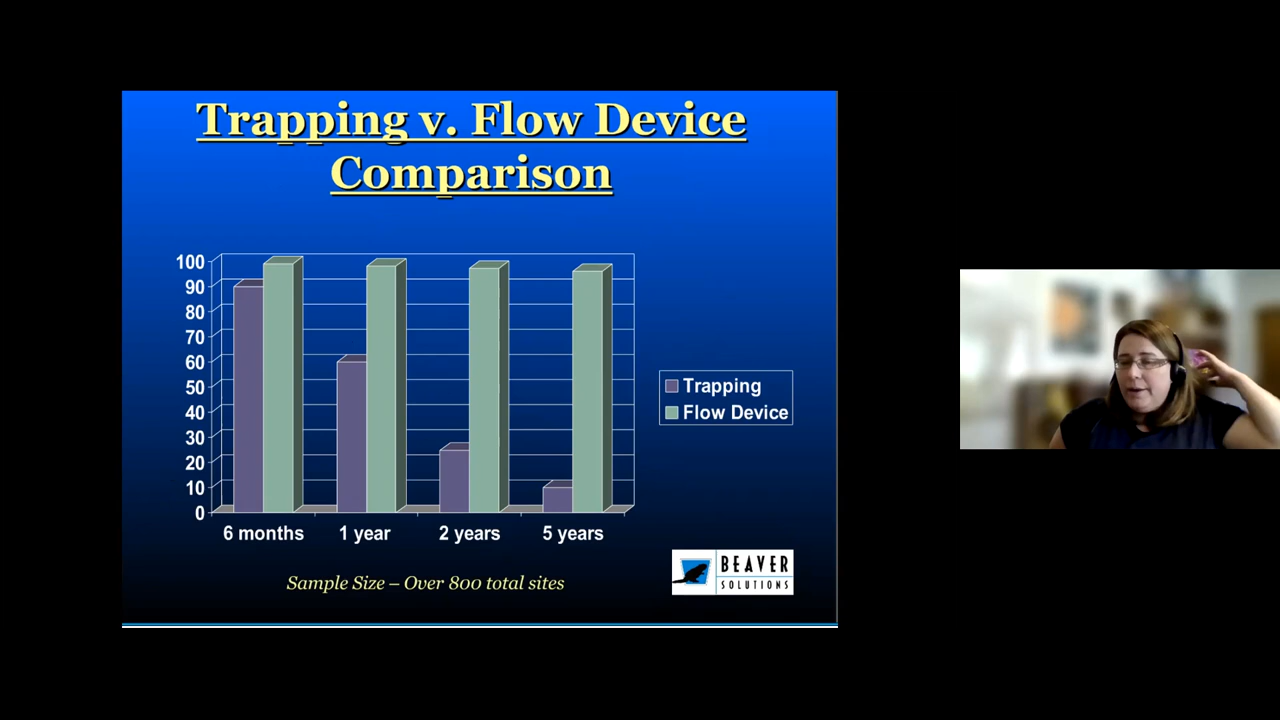 Trapping v. Flow Device
Comparison
100
90
80
70
60
50
40
30
20
10
0
6 months
1 year
2 years
5 years
Trapping
Flow Device
Sample Size – Over 800 total sites
BEAVER
SOLUTIONS